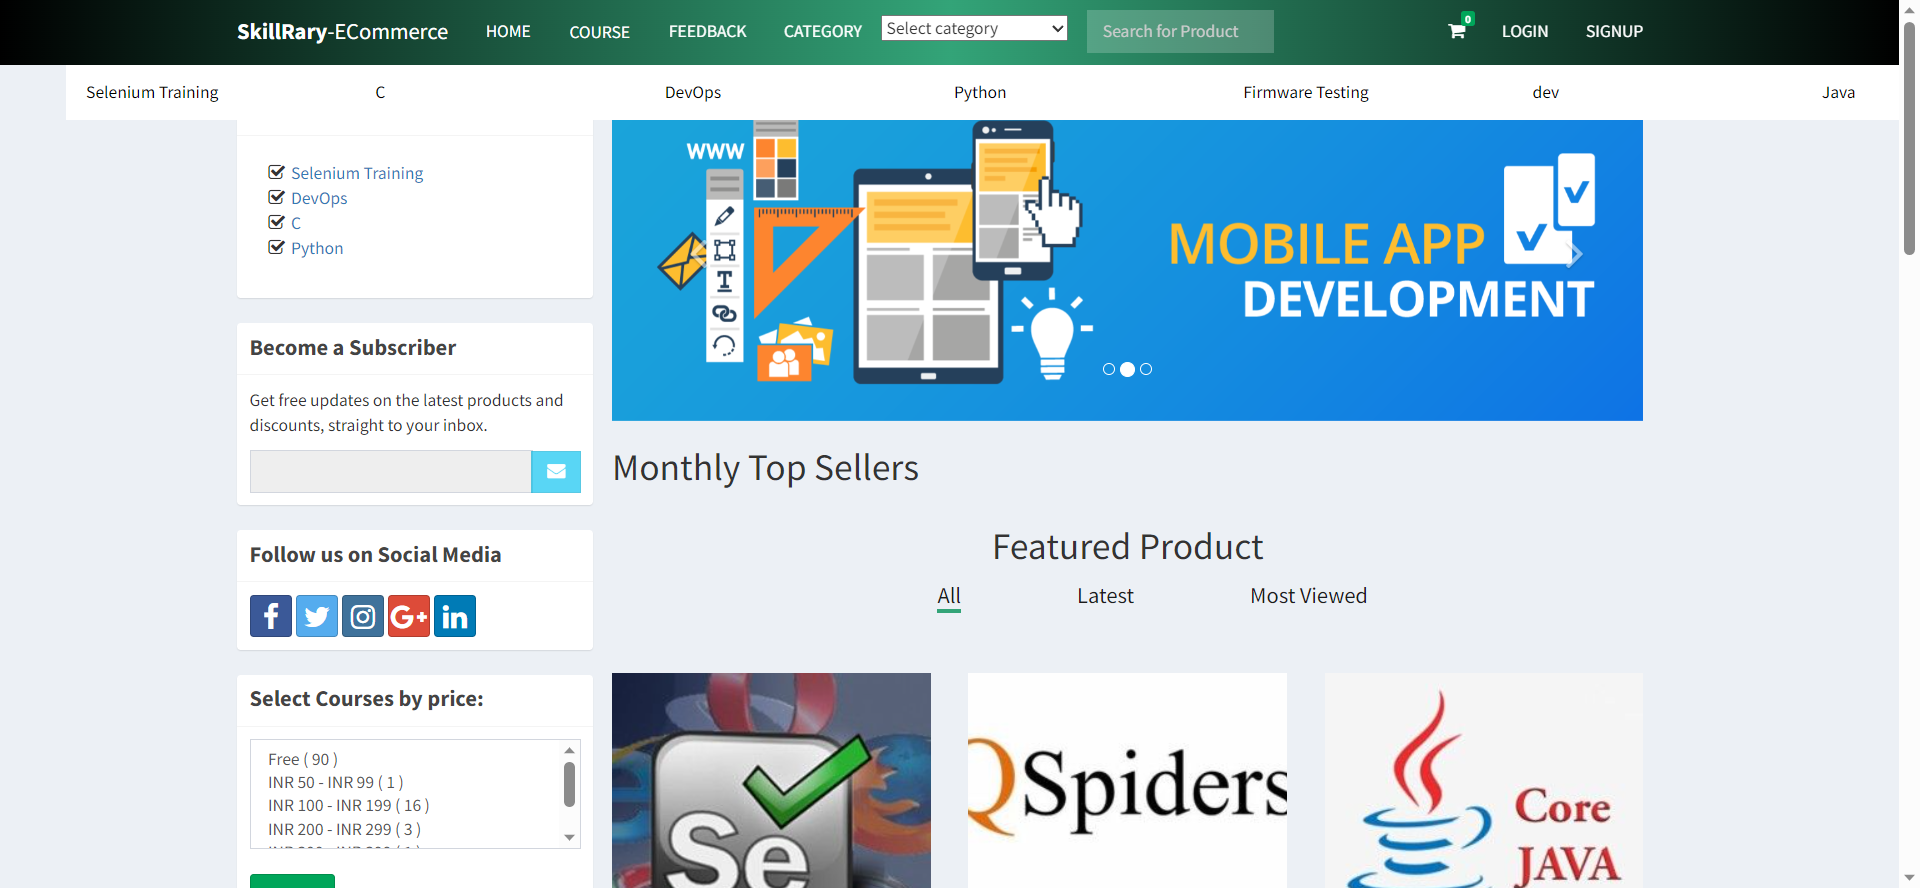 SkillRary-ECommerce HOME COURSE FEEDBACK CATEGORY Select category Search for Product 0 LOGIN SIGNUP
Selenium Training C DevOps Python Firmware Testing dev Java
Selenium Training
DevOps
C
Python
Become a Subscriber
Get free updates on the latest products and
discounts, straight to your inbox.
Follow us on Social Media
f
G+
in
Select Courses by price:
Free ( 90 )
INR 50 - INR 99 ( 1 )
INR 100 - INR 199 ( 16 )
INR 200 - INR 299 ( 3 )
WWW
T
MOBILE APP
DEVELOPMENT
Monthly Top Sellers
Featured Product
All Latest Most Viewed
Se
QSpiders
Core
JAVA